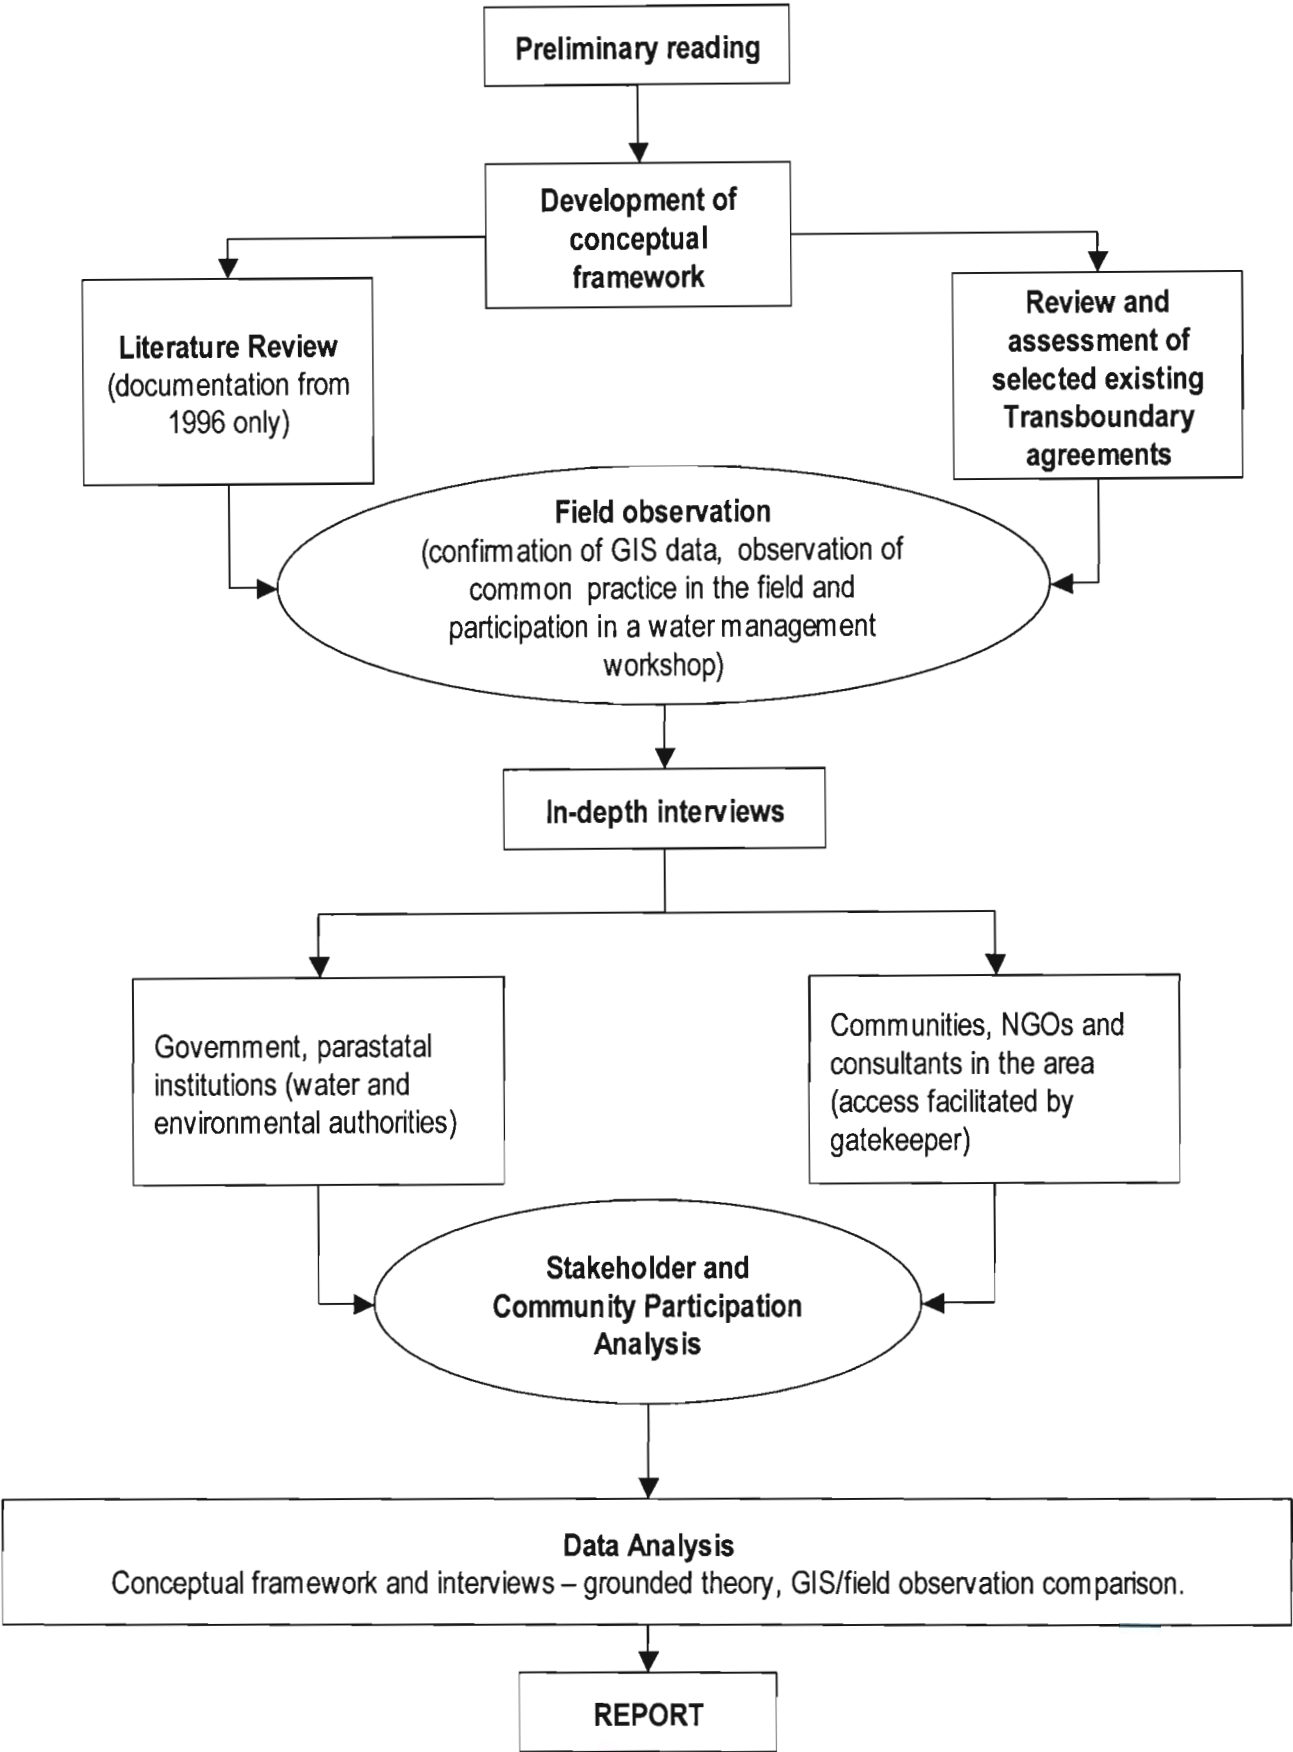 Preliminary reading
Development of
conceptual
framework
Literature Review
(documentation from
1996 only)
Review and
assessment of
selected existing
Transboundary
agreements
Field observation
(confirmation of GIS data, observation of
common practice in the field and
participation in a water management
workshop)
In-depth interviews
Government, parastatal
institutions (water and
environmental authorities)
Communities, NGOs and
consultants in the area
(access facilitated by
gatekeeper)
Stakeholder and
Community Participation
Analysis
Data Analysis
Conceptual framework and interviews – grounded theory, GIS/field observation comparison.
REPORT